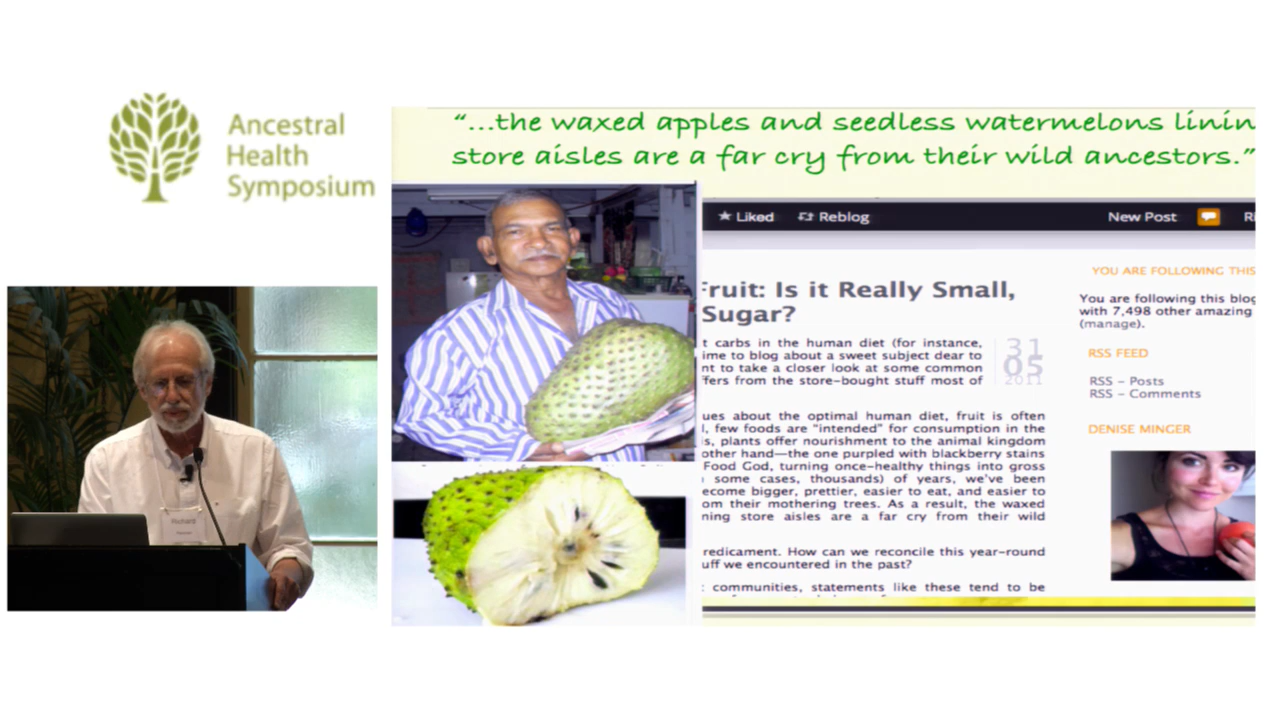 Ancestral
Health
Symposium
"...the waxed apples and seedless watermelons linin
store aisles are a far cry from their wild ancestors."
★ Liked Reblog New Post
Fruit: Is it Really Small,
Sugar?
t carbs in the human diet (for instance,
ime to blog about a sweet subject dear to
nt to take a closer look at some common
ffers from the store-bought stuff most of
31
05
2011
ues about the optimal human diet, fruit is often
l, few foods are "intended" for consumption in the
is, plants offer nourishment to the animal kingdom
other hand—the one purpled with blackberry stains
Food God, turning once-healthy things into gross
some cases, thousands) of years, we've been
ecome bigger, prettier, easier to eat, and easier to
om their mothering trees. As a result, the waxed
ning store aisles are a far cry from their wild
redicament. How can we reconcile this year-round
uff we encountered in the past?
communities, statements like these tend to be
YOU ARE FOLLOWING THIS
You are following this blog
with 7,498 other amazing
(manage).
RSS FEED
RSS - Posts
RSS - Comments
DENISE MINGER
Richard